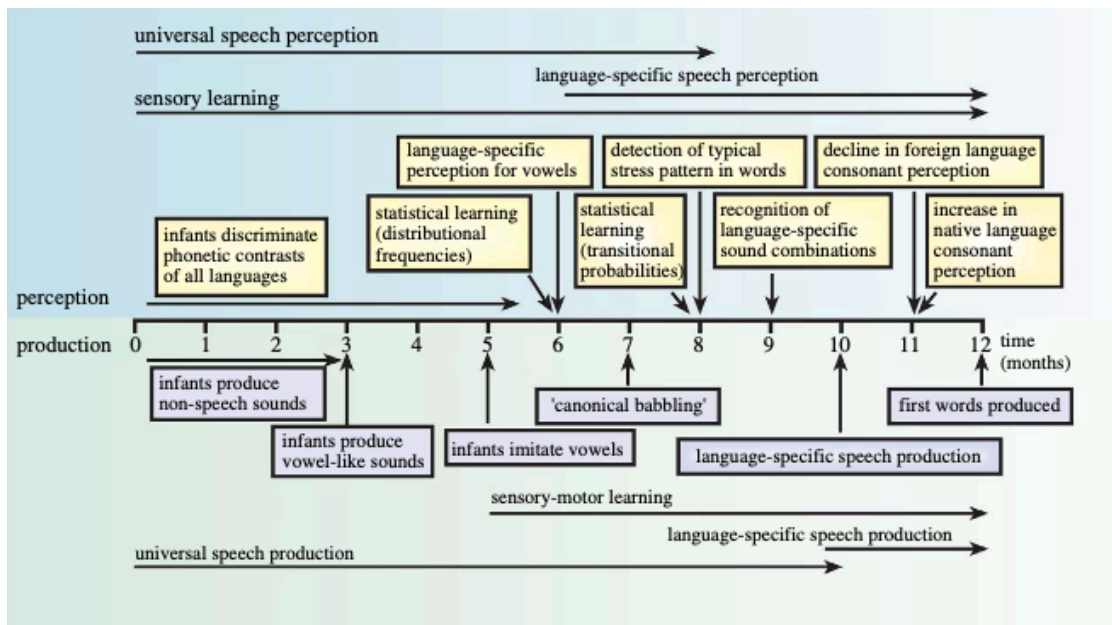 universal speech perception
language-specific speech perception
sensory learning
language-specific
perception for vowels
detection of typical
stress pattern in words
decline in foreign language
consonant perception
infants discriminate
phonetic contrasts
of all languages
statistical learning
(distributional
frequencies)
statistical
learning
(transitional
probabilities)
recognition of
language-specific
sound combinations
increase in
native language
consonant
perception
perception
production
0 1 2 3 4 5 6 7 8 9 10 11 12 time
(months)
infants produce
non-speech sounds
infants produce
vowel-like sounds
infants imitate vowels
'canonical babbling'
language-specific speech production
first words produced
sensory-motor learning
language-specific speech production
universal speech production